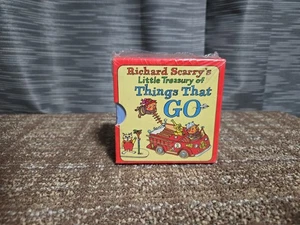 Richard Scarry's
Little Treasury of
Things That
GO